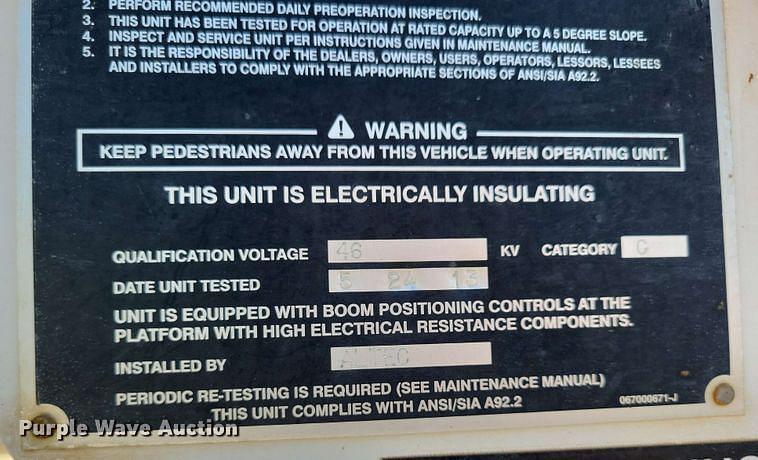 2. PERFORM RECOMMENDED DAILY PREOPERATION INSPECTION.
3. THIS UNIT HAS BEEN TESTED FOR OPERATION AT RATED CAPACITY UP TO A 5 DEGREE SLOPE.
4. INSPECT AND SERVICE UNIT PER INSTRUCTIONS GIVEN IN MAINTENANCE MANUAL.
5. IT IS THE RESPONSIBILITY OF THE DEALERS, OWNERS, USERS, OPERATORS, LESSORS, LESSEES
AND INSTALLERS TO COMPLY WITH THE APPROPRIATE SECTIONS OF ANSI/SIA A92.2.
WARNING
KEEP PEDESTRIANS AWAY FROM THIS VEHICLE WHEN OPERATING UNIT.
THIS UNIT IS ELECTRICALLY INSULATING
QUALIFICATION VOLTAGE 46 KV CATEGORY C
DATE UNIT TESTED 5 24 13
UNIT IS EQUIPPED WITH BOOM POSITIONING CONTROLS AT THE
PLATFORM WITH HIGH ELECTRICAL RESISTANCE COMPONENTS.
INSTALLED BY ALTEC
PERIODIC RE-TESTING IS REQUIRED (SEE MAINTENANCE MANUAL)
THIS UNIT COMPLIES WITH ANSI/SIA A92.2
067000671-J
Purple Wave Auction